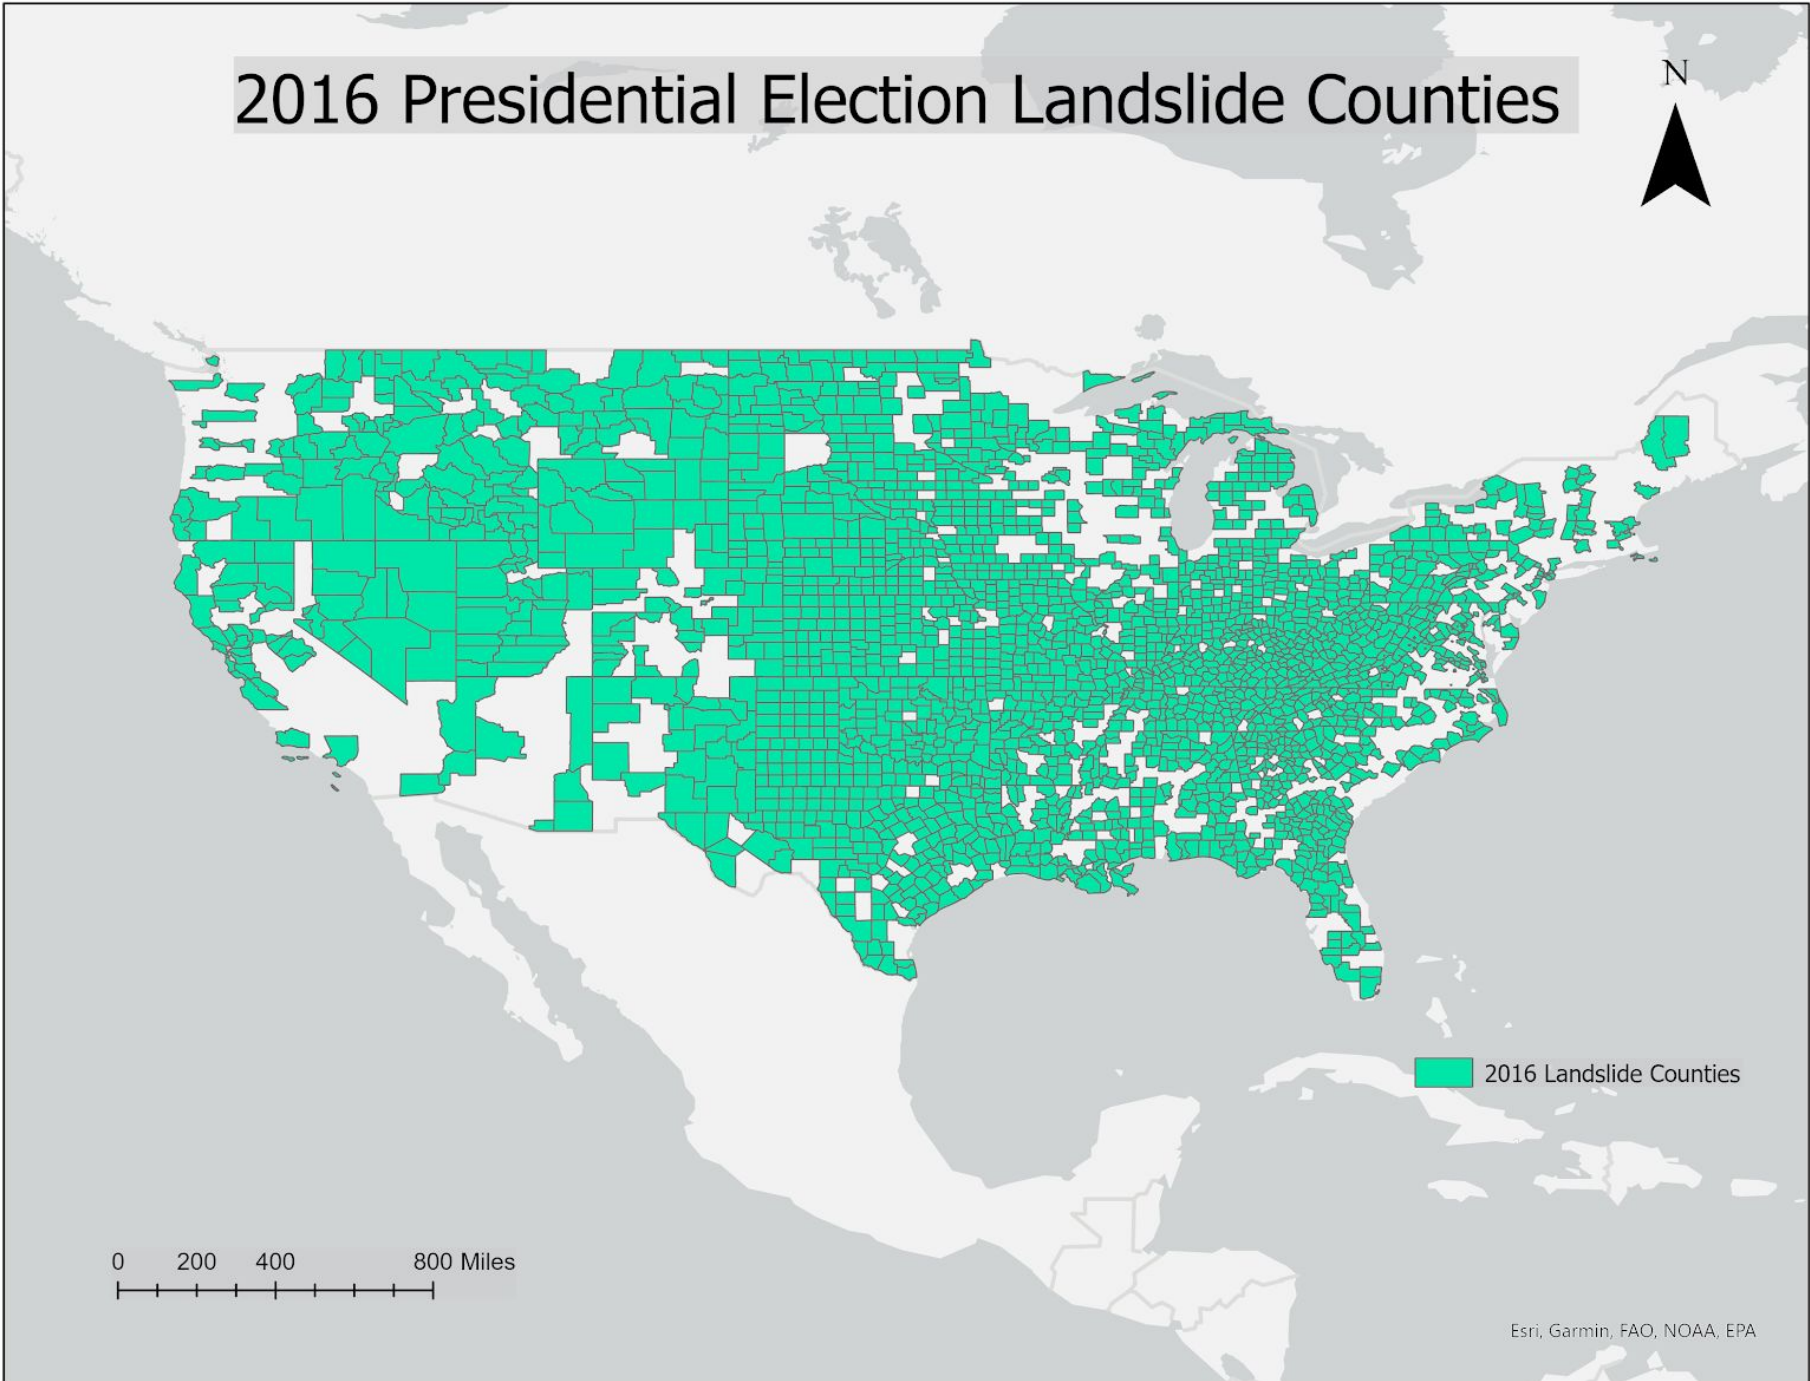 2016 Presidential Election Landslide Counties
N
2016 Landslide Counties
0 200 400 800 Miles
Esri, Garmin, FAO, NOAA, EPA